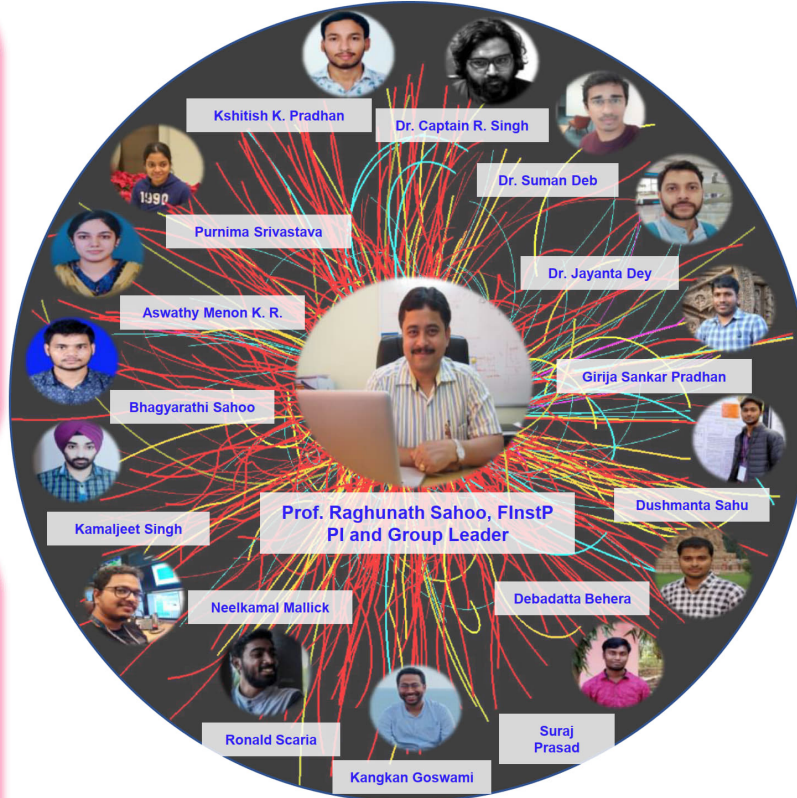 Kshitish K. Pradhan
Dr. Captain R. Singh
Dr. Suman Deb
1990
Purnima Srivastava
Dr. Jayanta Dey
Aswathy Menon K. R.
Girija Sankar Pradhan
Bhagyarathi Sahoo
Dushmanta Sahu
Prof. Raghunath Sahoo, FInstP
PI and Group Leader
Kamaljeet Singh
Debadatta Behera
Neelkamal Mallick
Ronald Scaria
Suraj
Prasad
Kangkan Goswami